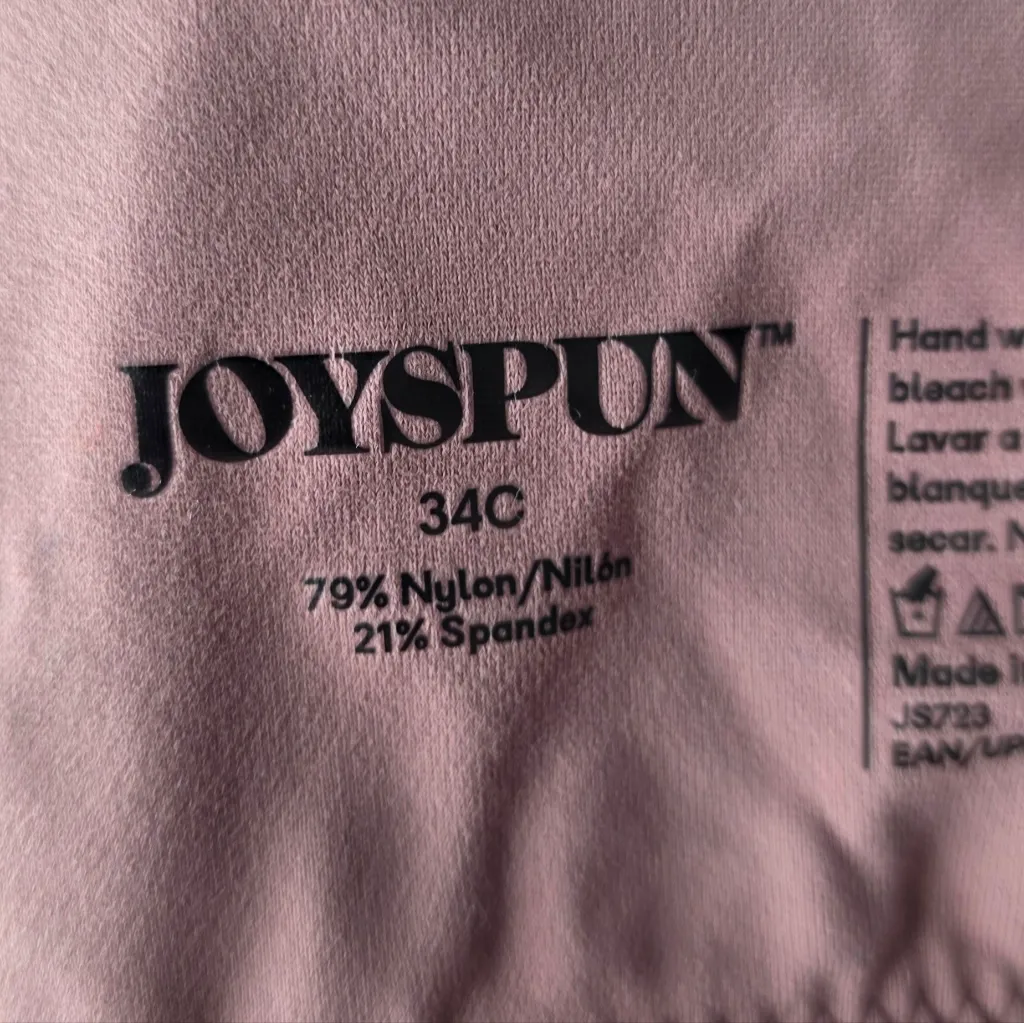 JOYSPUN™
34C
79% Nylon/Nilón
21% Spandex
Hand
bleach
Lavar a
blanque
secar.
Made
JS723
EAN/UP